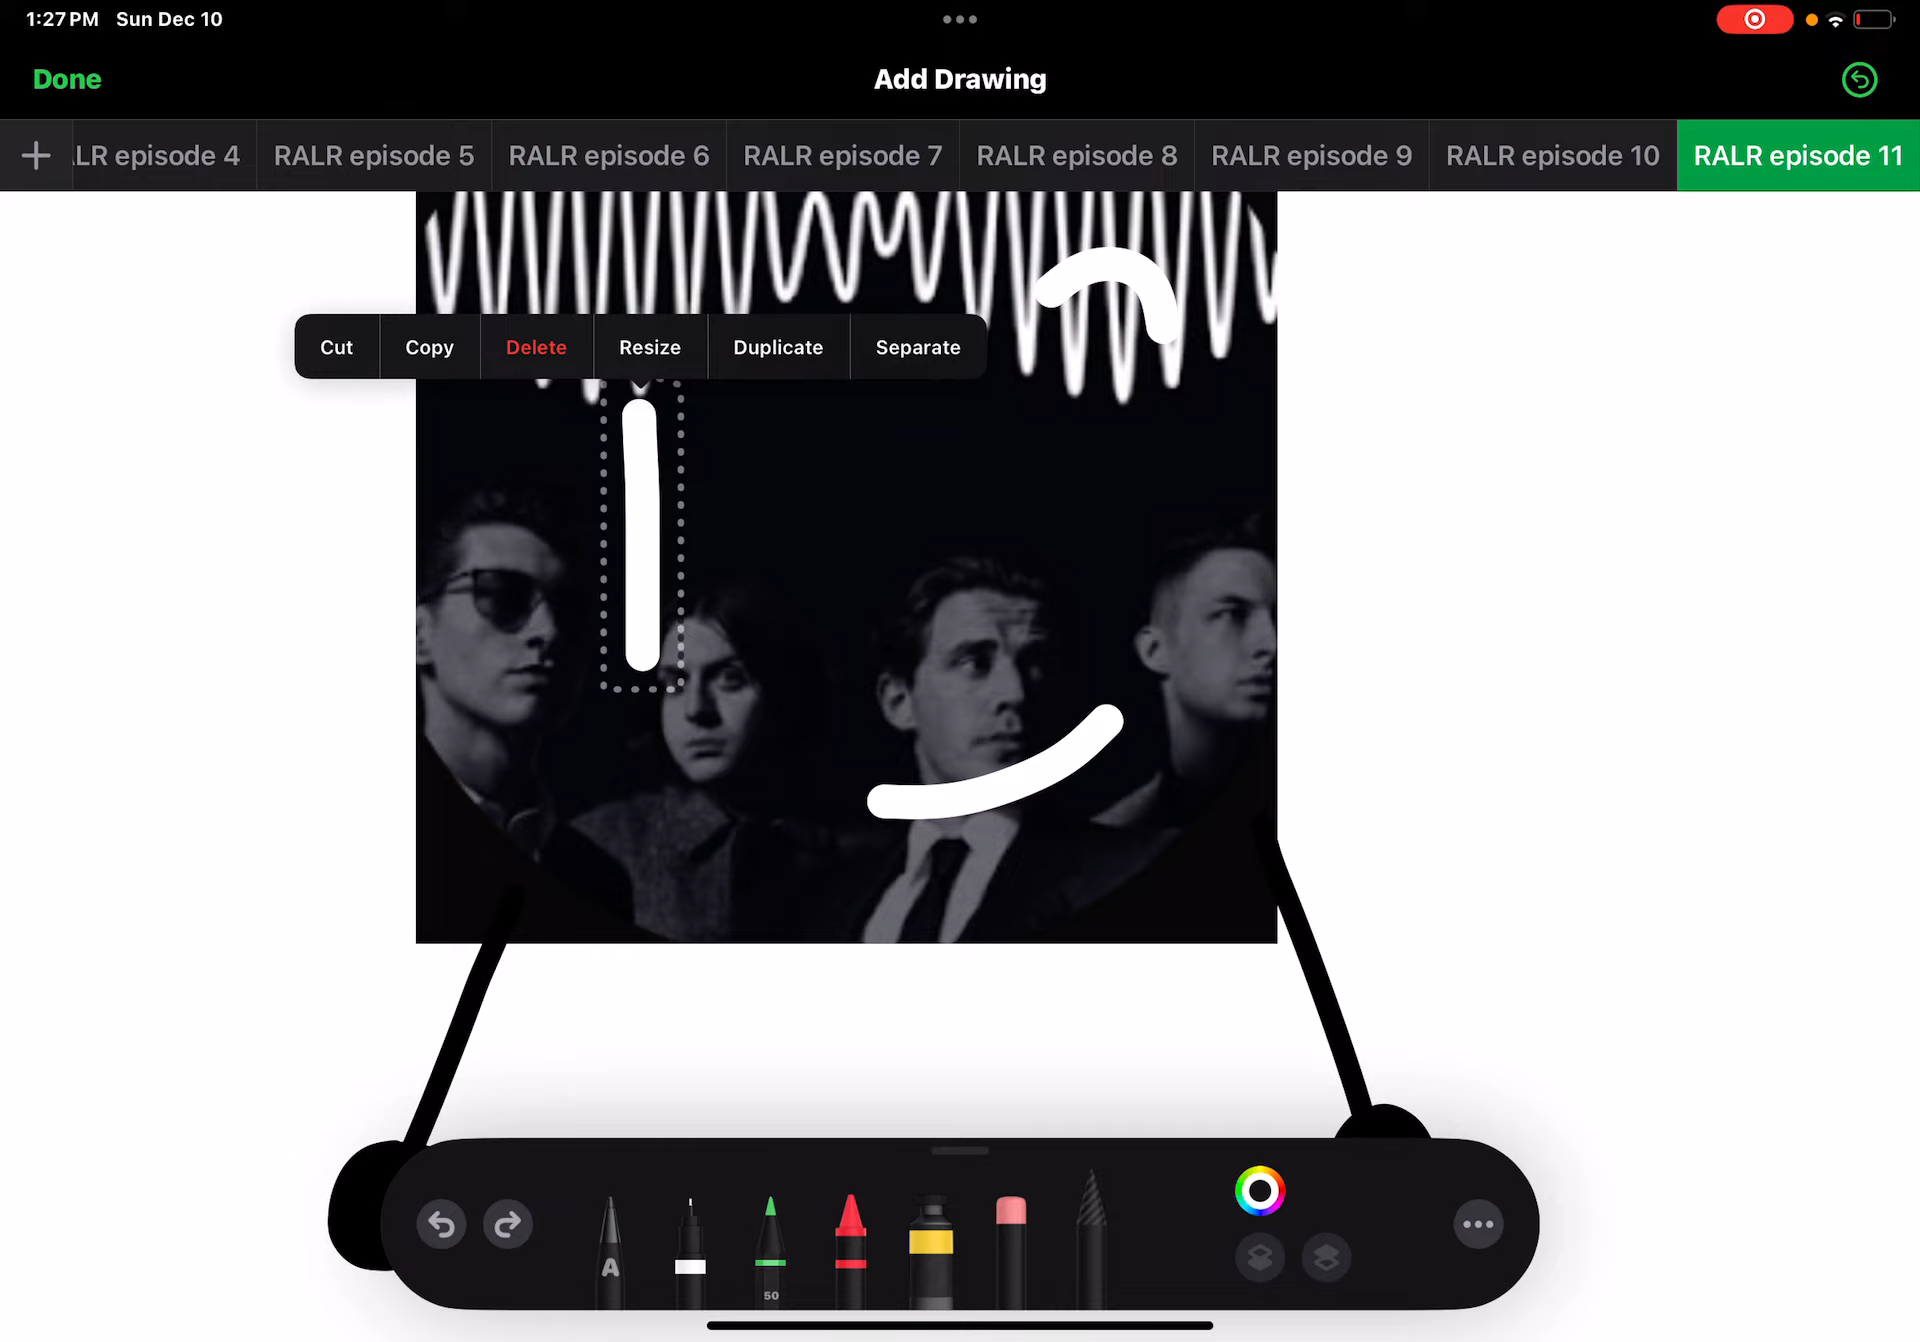 1:27 PM Sun Dec 10
Done Add Drawing
LR episode 4 RALR episode 5 RALR episode 6 RALR episode 7 RALR episode 8 RALR episode 9 RALR episode 10 RALR episode 11
Cut Copy Delete Resize Duplicate Separate
A
50